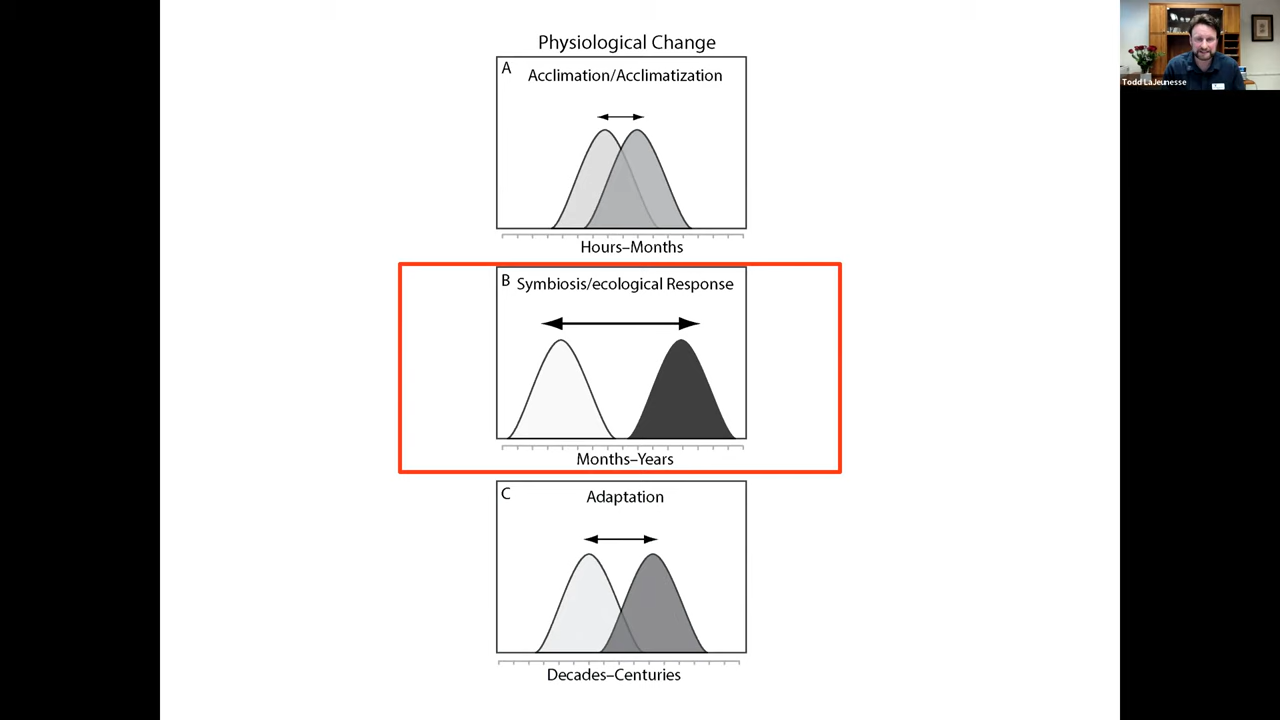 Physiological Change
A
Acclimation/Acclimatization
Hours–Months
B
Symbiosis/ecological Response
Months–Years
C
Adaptation
Decades–Centuries
Todd LaJeunesse